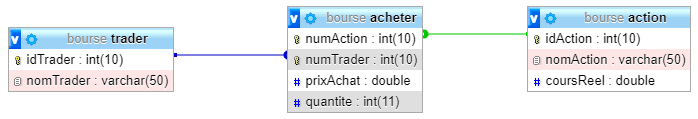 bourse trader
idTrader : int(10)
nomTrader : varchar(50)
bourse acheter
numAction : int(10)
numTrader : int(10)
prixAchat : double
quantite : int(11)
bourse action
idAction : int(10)
nomAction : varchar(50)
coursReel : double